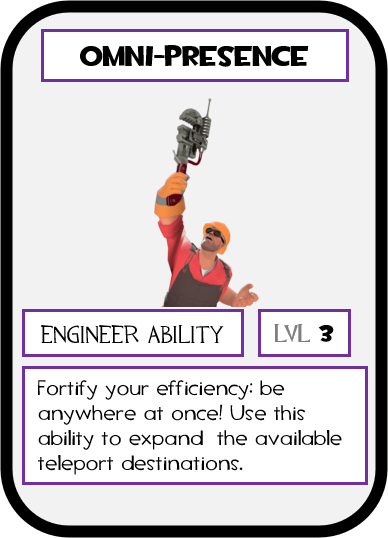 OMNI-PRESENCE
ENGINEER ABILITY
LVL 3
Fortify your efficiency: be
anywhere at once! Use this
ability to expand  the available
teleport destinations.